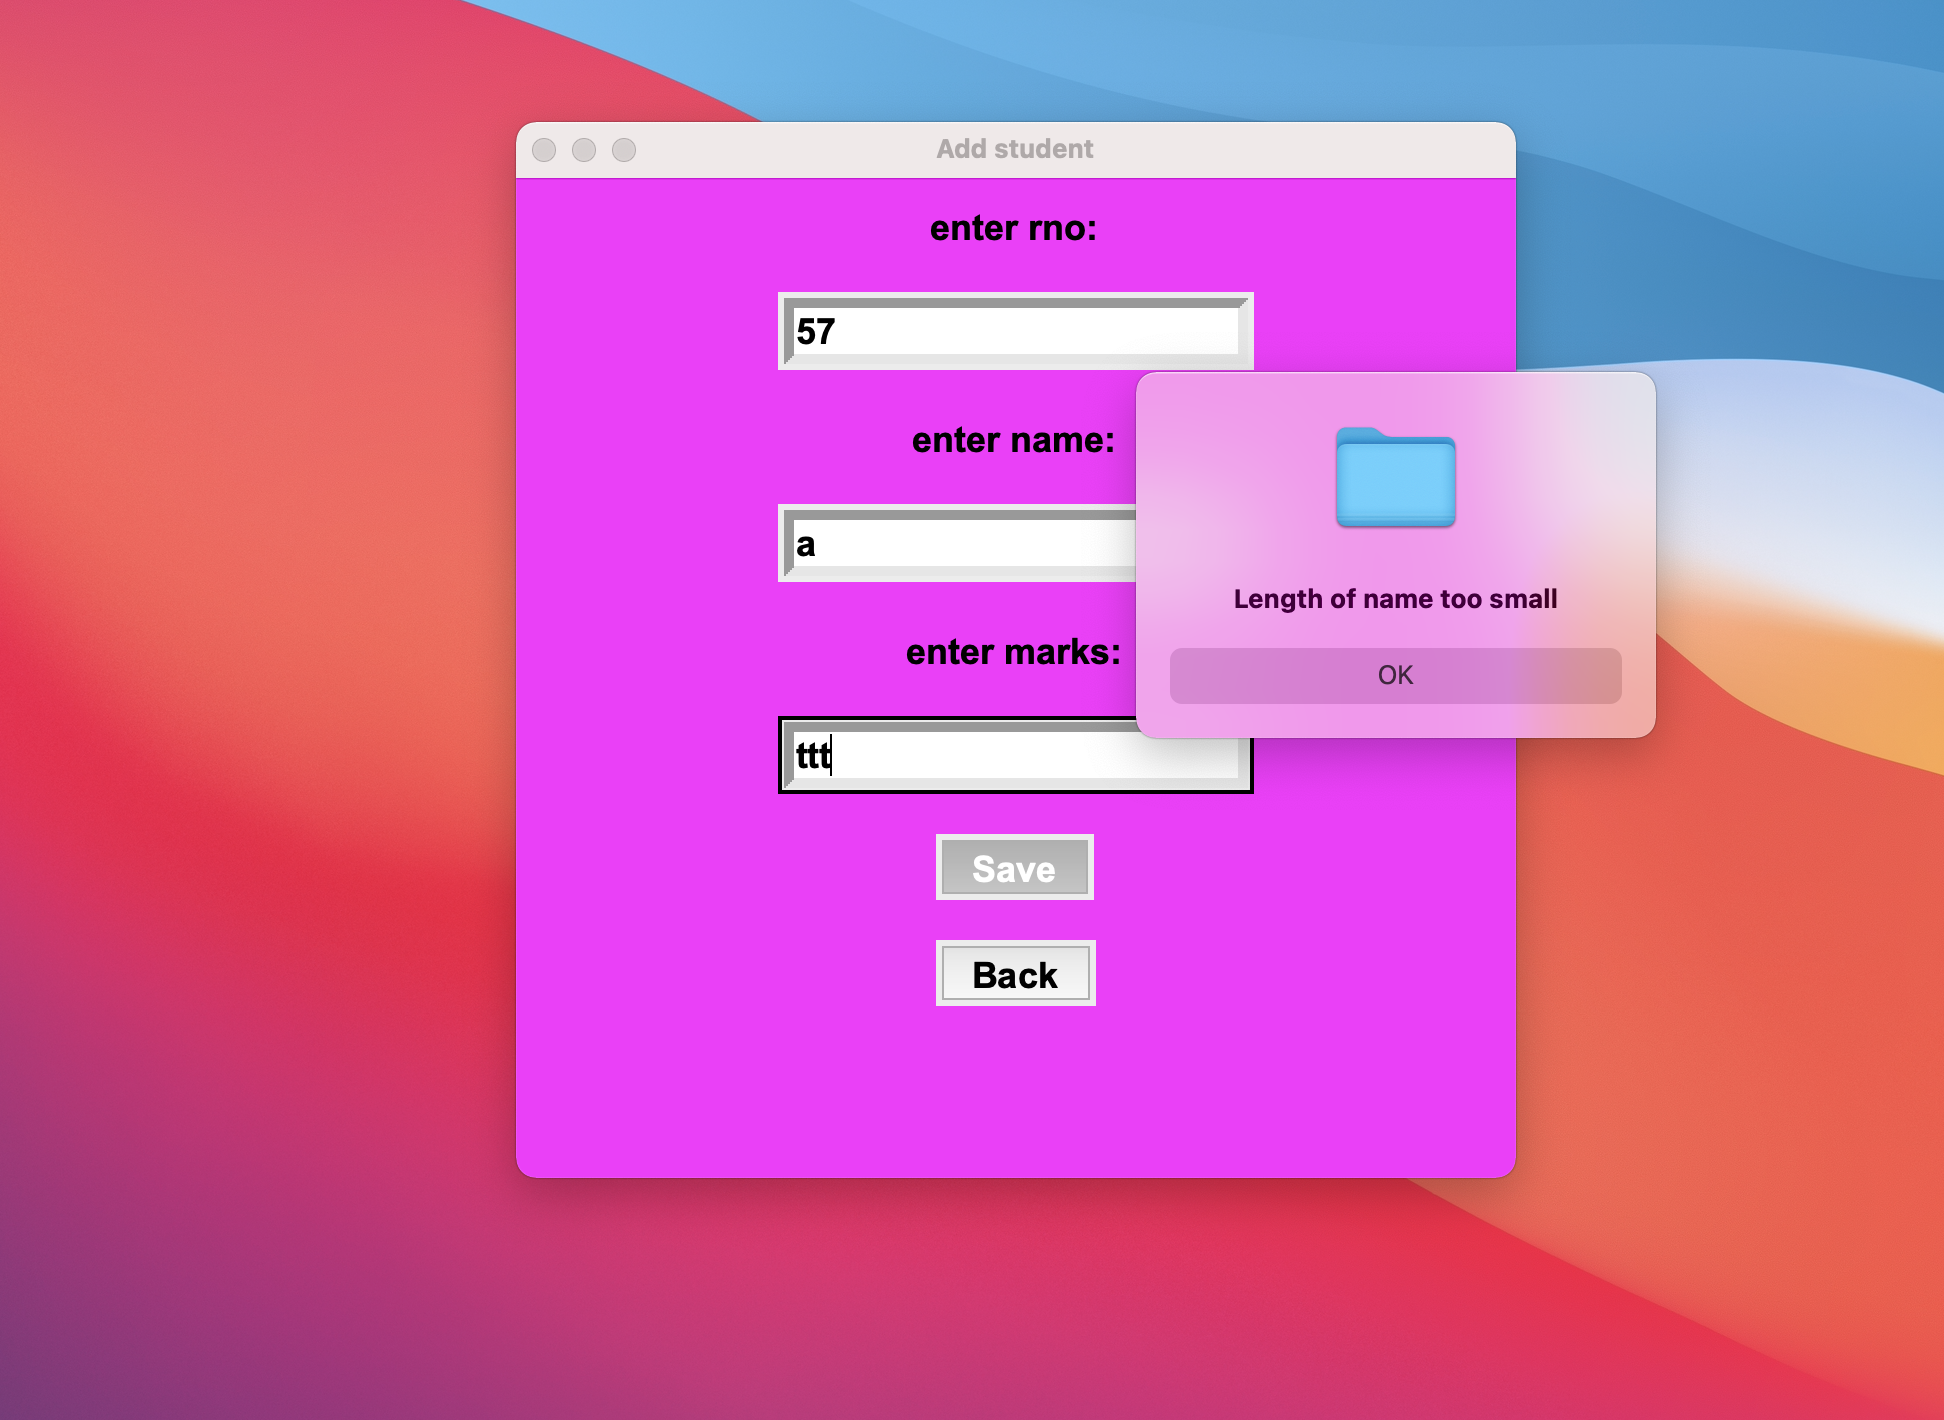 Add student
enter rno:
57
enter name:
a
Length of name too small
OK
enter marks:
ttt
Save
Back